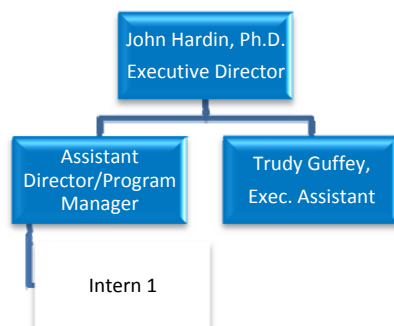 John Hardin, Ph.D.
Executive Director
Assistant
Director/Program
Manager
Trudy Guffey,
Exec. Assistant
Intern 1